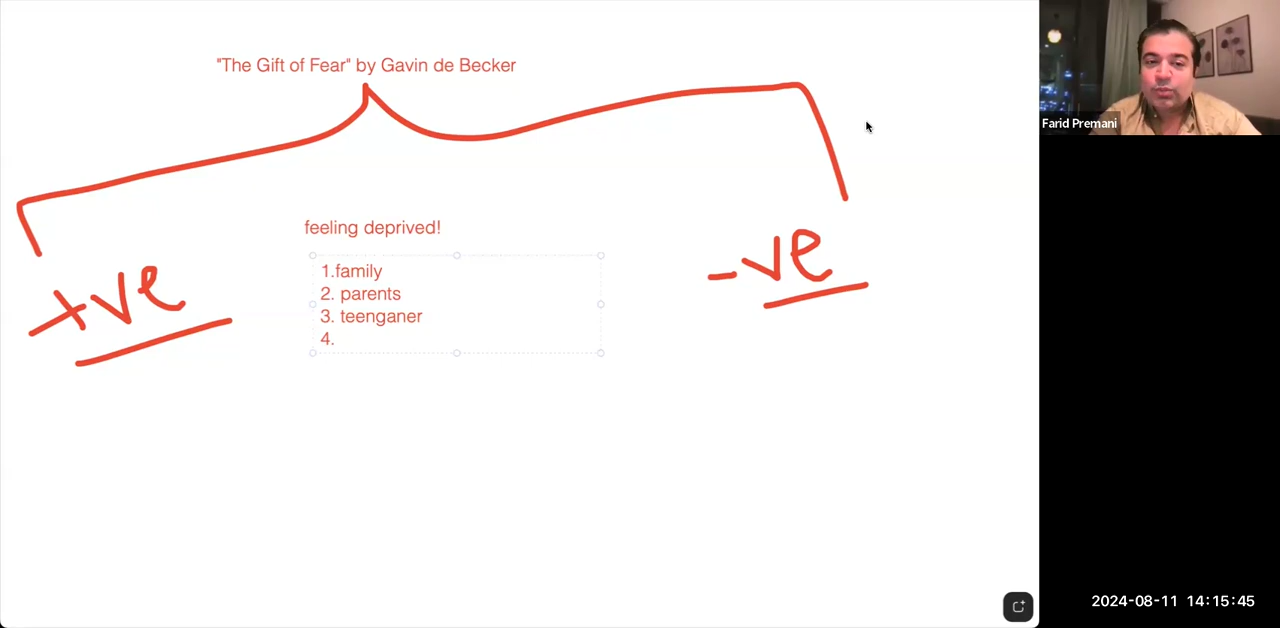 "The Gift of Fear" by Gavin de Becker
Farid Premani
feeling deprived!
+ve
-ve
1.family
2. parents
3. teenganer
4.
2024-08-11 14:15:45